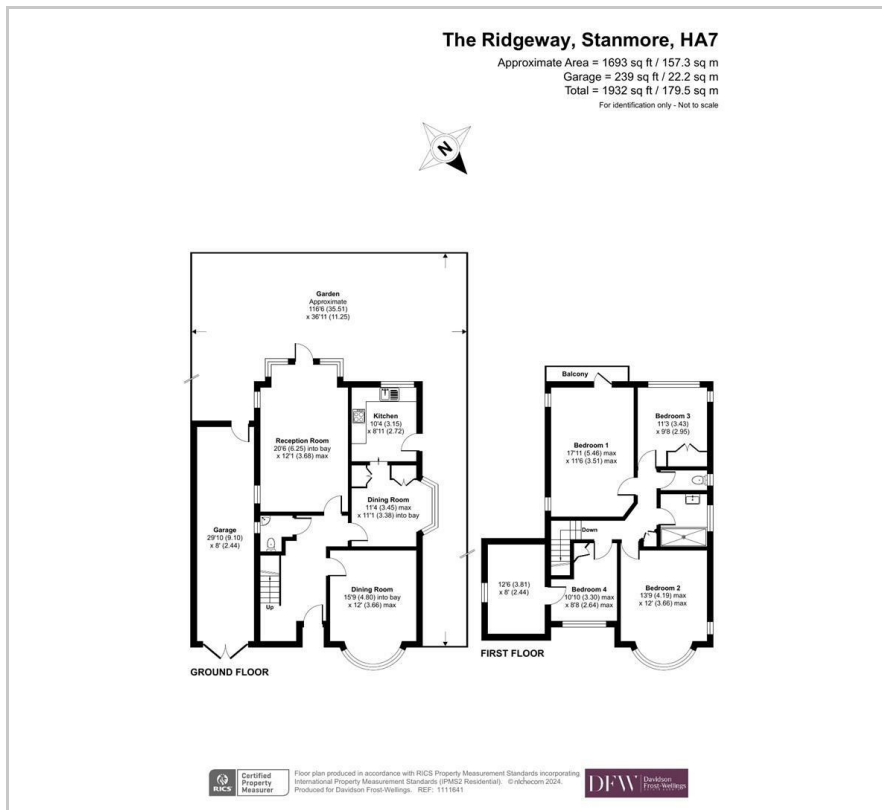 The Ridgeway, Stanmore, HA7
Approximate Area = 1693 sq ft / 157.3 sq m
Garage = 239 sq ft / 22.2 sq m
Total = 1932 sq ft / 179.5 sq m
For identification only - Not to scale
N
Garden
Approximate
116'6 (35.51)
x 36'11 (11.25)
Reception Room
20'6 (6.25) into bay
x 12'1 (3.68) max
Kitchen
10'4 (3.15)
x 8'11 (2.72)
Dining Room
11'4 (3.45) max
x 11'1 (3.38) into bay
Garage
29'10 (9.10)
x 8' (2.44)
Up
Dining Room
15'9 (4.80) into bay
x 12' (3.66) max
GROUND FLOOR
Balcony
Bedroom 1
17'11 (5.46) max
x 11'6 (3.51) max
Bedroom 3
11'3 (3.43)
x 9'8 (2.95)
Down
12'6 (3.81)
x 8' (2.44)
Bedroom 4
10'10 (3.30) max
x 8'8 (2.64) max
Bedroom 2
13'9 (4.19) max
x 12' (3.66) max
FIRST FLOOR
RICS
Certified
Property
Measurer
Floor plan produced in accordance with RICS Property Measurement Standards incorporating
International Property Measurement Standards (IPMS2 Residential). © nichecom 2024.
Produced for Davidson Frost-Wellings. REF: 1111641
DFW
Davidson
Frost-Wellings